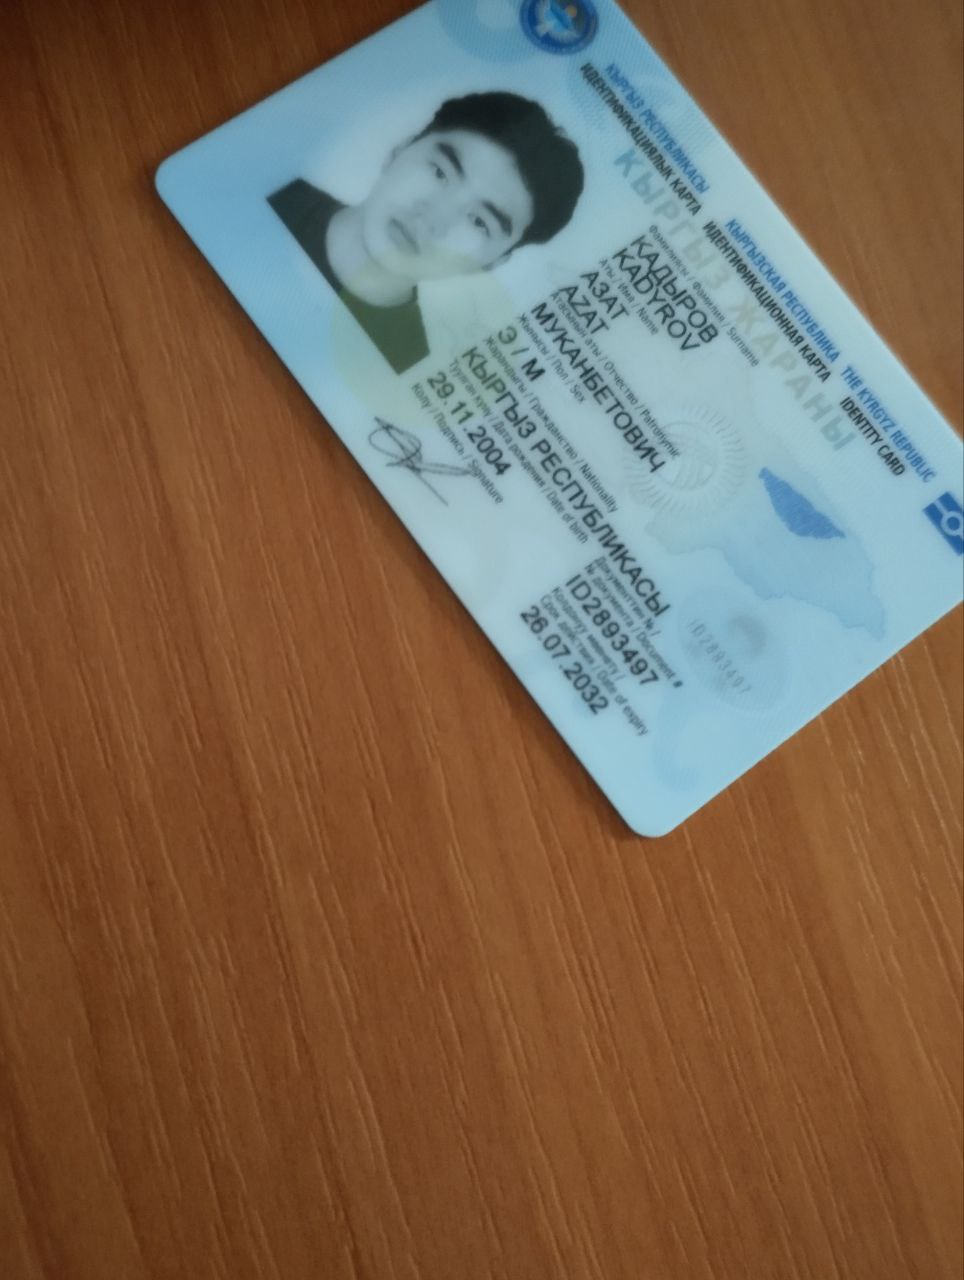 КЫРГЫЗ РЕСПУБЛИКАСЫ КЫРГЫЗСКАЯ РЕСПУБЛИКА THE KYRGYZ REPUBLIC
ИДЕНТИФИКАЦИЯЛЫК КАРТА ИДЕНТИФИКАЦИОННАЯ КАРТА IDENTITY CARD
КЫРГЫЗ ЖАРАНЫ
Фамилиясы / Фамилия / Surname
КАДЫРОВ
KADYROV
Аты / Имя / Name
АЗАТ
AZAT
Атасынын аты / Отчество / Patronymic
МУКАНБЕТОВИЧ
Жынысы / Пол / Sex
Э / М
Жарандыгы / Гражданство / Nationality
КЫРГЫЗ РЕСПУБЛИКАСЫ
Туулган күнү / Дата рождения / Date of birth
29.11.2004
Документтин № /
№ документа / Document #
ID2893497
Колу / Подпись / Signature
Колдонуу мөөнөтү /
Срок действия / Date of expiry
26.07.2032
ID2893497